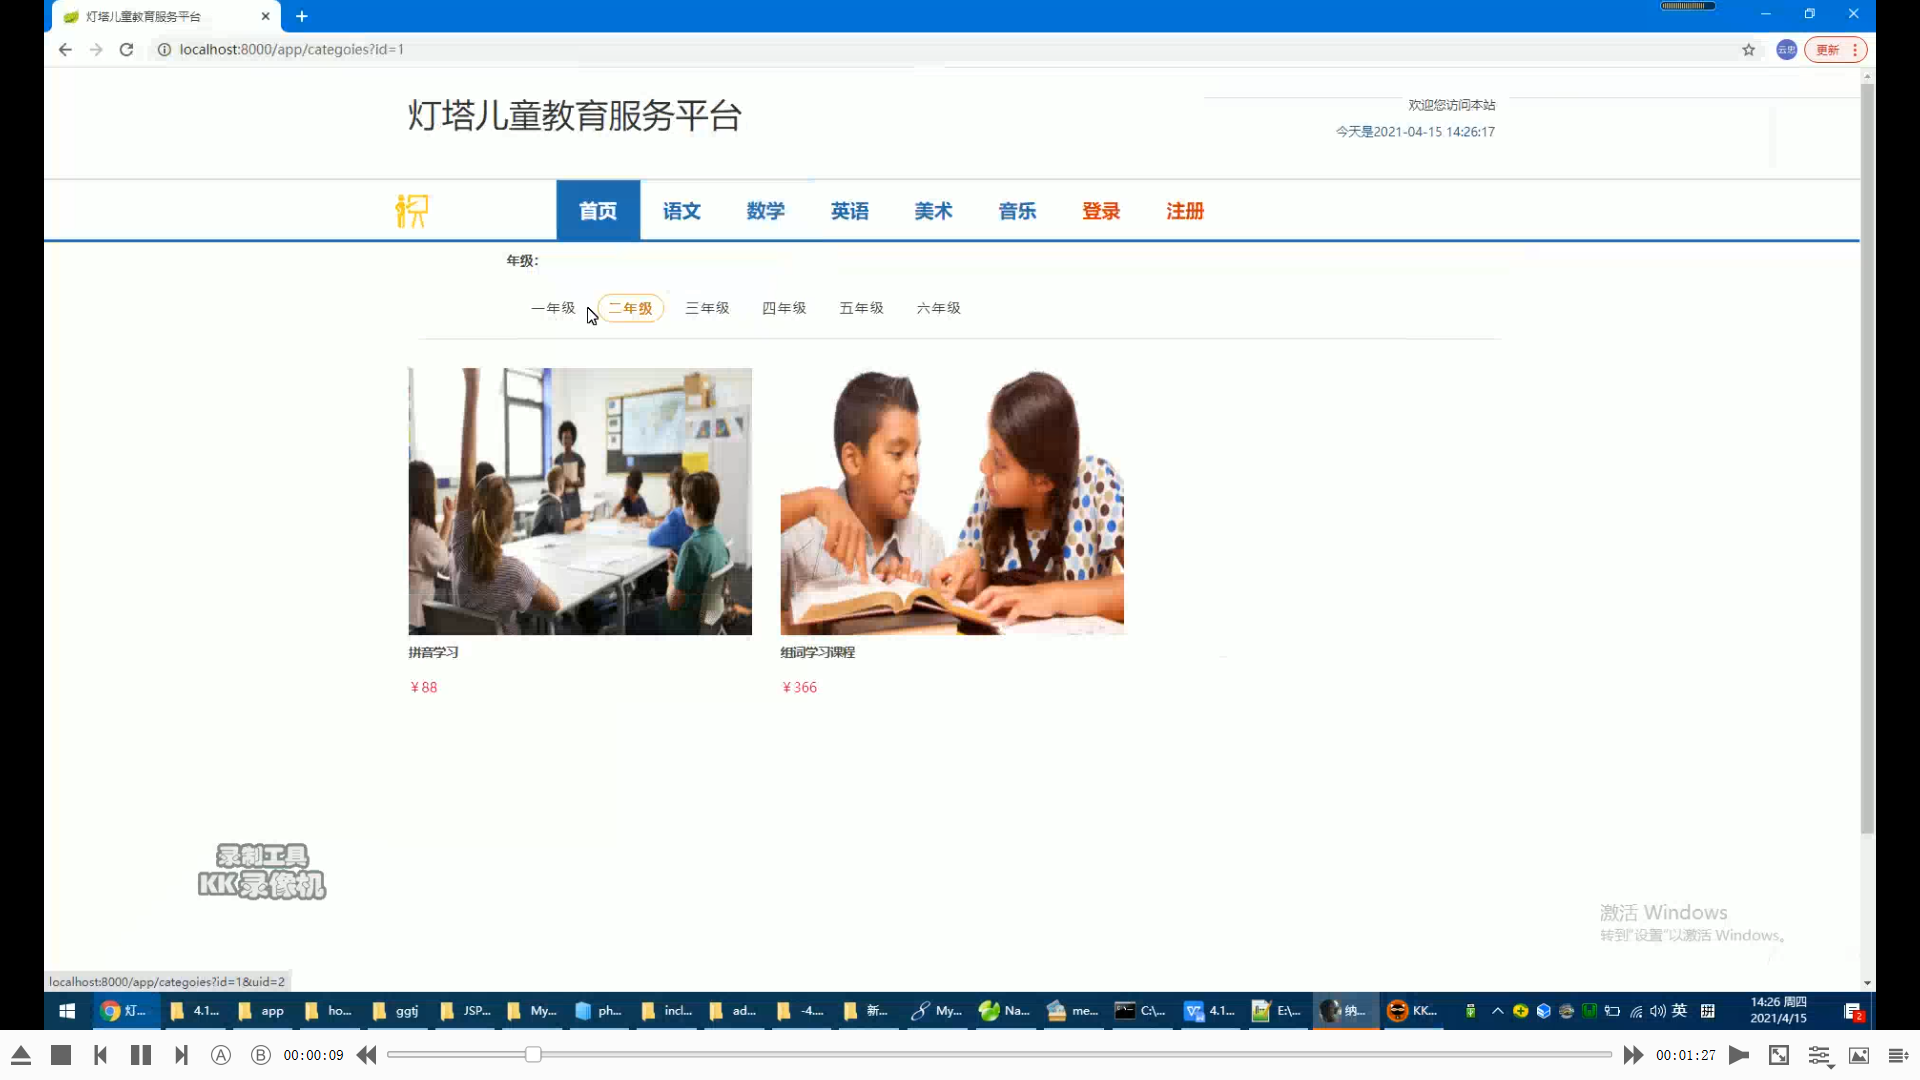 灯塔儿童教育服务平台
localhost:8000/app/categoies?id=1
云忠
更新
灯塔儿童教育服务平台
欢迎您访问本站
今天是2021-04-15 14:26:17
首页 语文 数学 英语 美术 音乐 登录 注册
年级:
一年级 二年级 三年级 四年级 五年级 六年级
拼音学习
组词学习课程
¥88
¥366
录制工具
KK录像机
激活 Windows
转到"设置"以激活 Windows。
localhost:8000/app/categoies?id=1&uid=2
灯... 4.1... app ho... ggtj JSP... My... ph... incl... ad... -4.... 新... My... Na... me... C:\... 4.1... E:\... 纳... KK... 英 14:26 周四
2021/4/15
2
A B 00:00:09 00:01:27